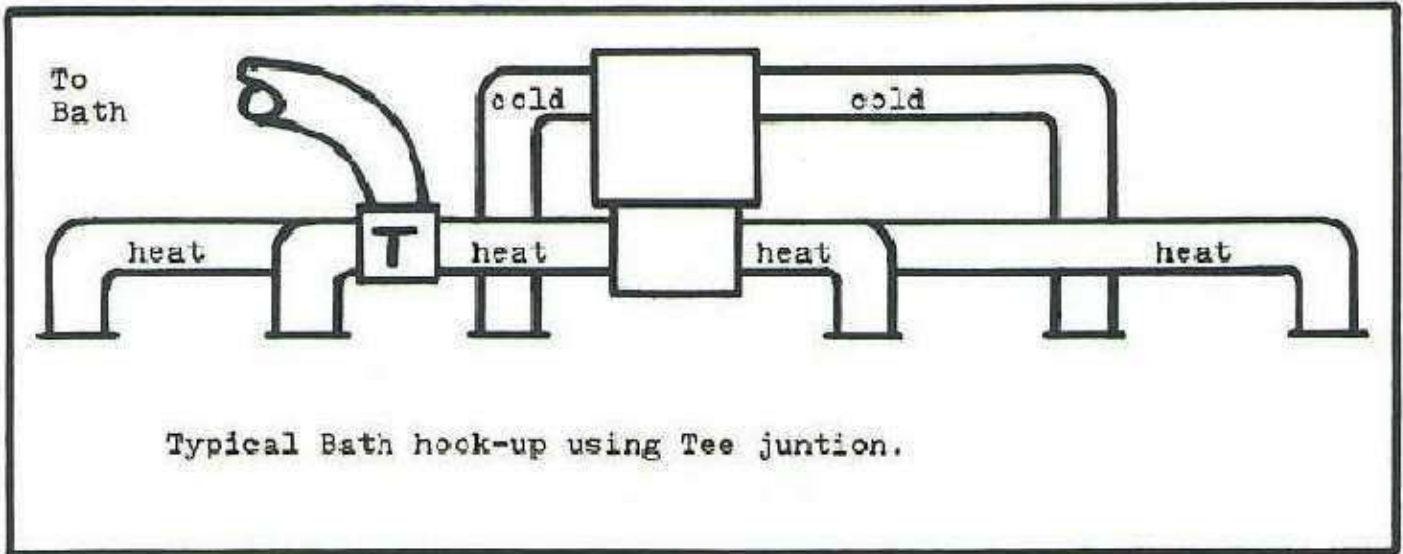 To
Bath
cold
cold
T
heat
heat
heat
heat
Typical Bath hook-up using Tee juntion.